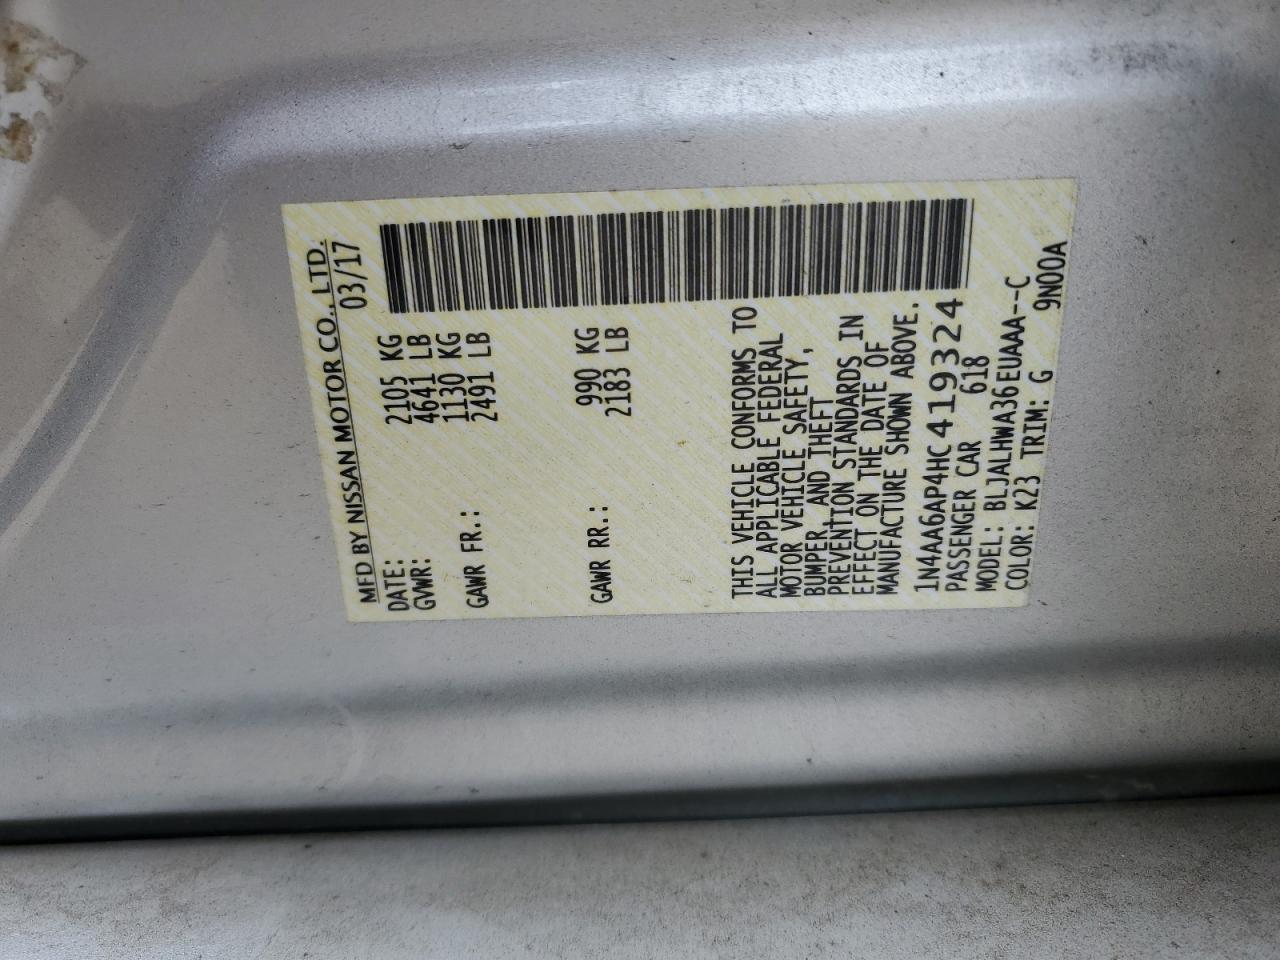 MFD BY NISSAN MOTOR CO., LTD.
DATE: 03/17
GVWR: 2105 KG
4641 LB
GAWR FR.: 1130 KG
2491 LB
GAWR RR.: 990 KG
2183 LB
THIS VEHICLE CONFORMS TO
ALL APPLICABLE FEDERAL
MOTOR VEHICLE SAFETY,
BUMPER, AND THEFT
PREVENTION STANDARDS IN
EFFECT ON THE DATE OF
MANUFACTURE SHOWN ABOVE.
1N4AA6AP4HC419324
PASSENGER CAR 618
MODEL: BLJALHWA36EUAAA--C
COLOR: K23 TRIM: G 9N00A